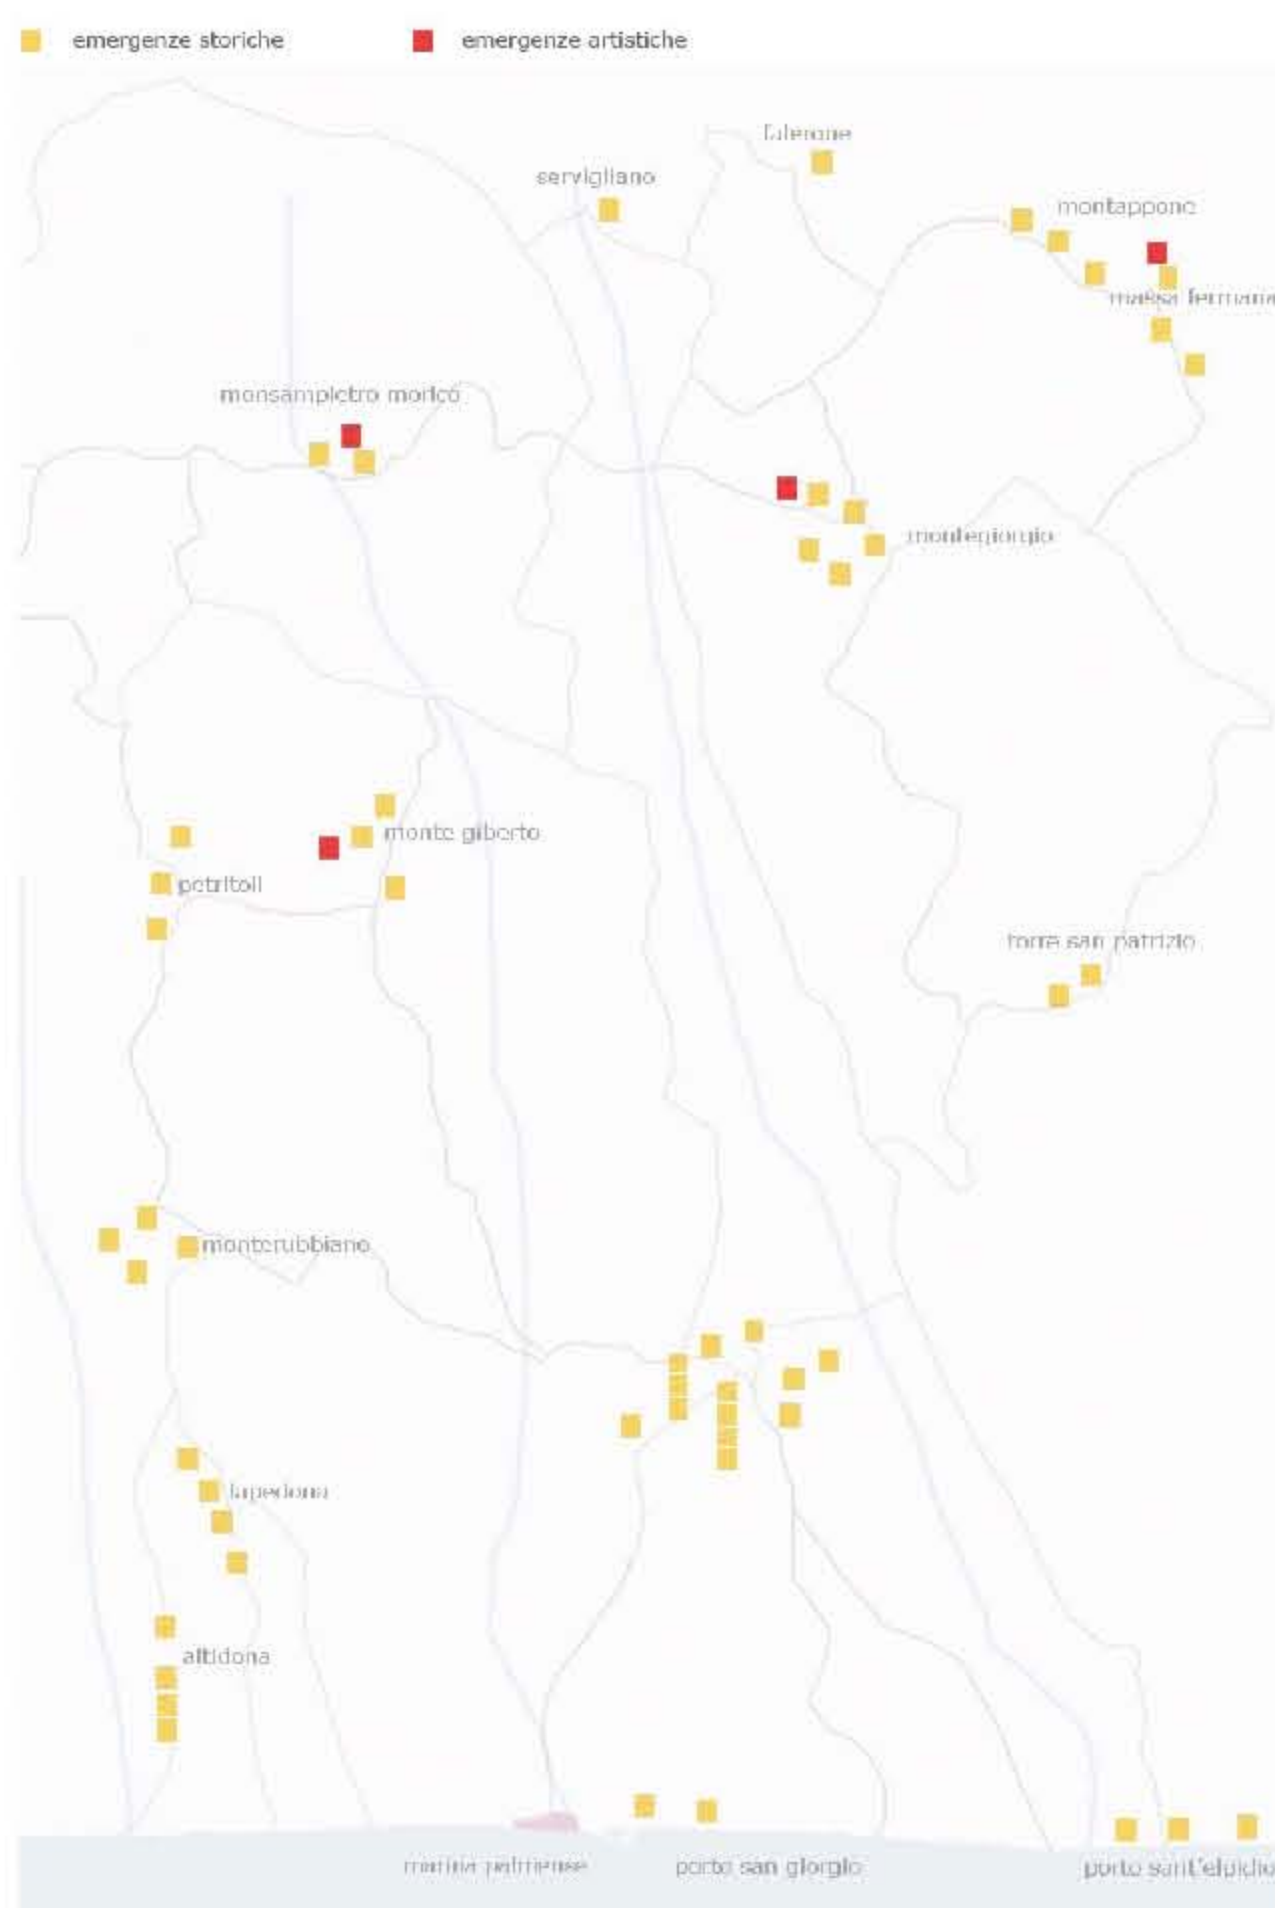 emergenze storiche
emergenze artistiche
falerone
servigliano
montappone
massa fermana
monsampietro morico
montegiorgio
monte giberto
petritoli
torre san patrizio
monterubbiano
lapedona
altidona
marina palmense
porto san giorgio
porto sant'elpidio